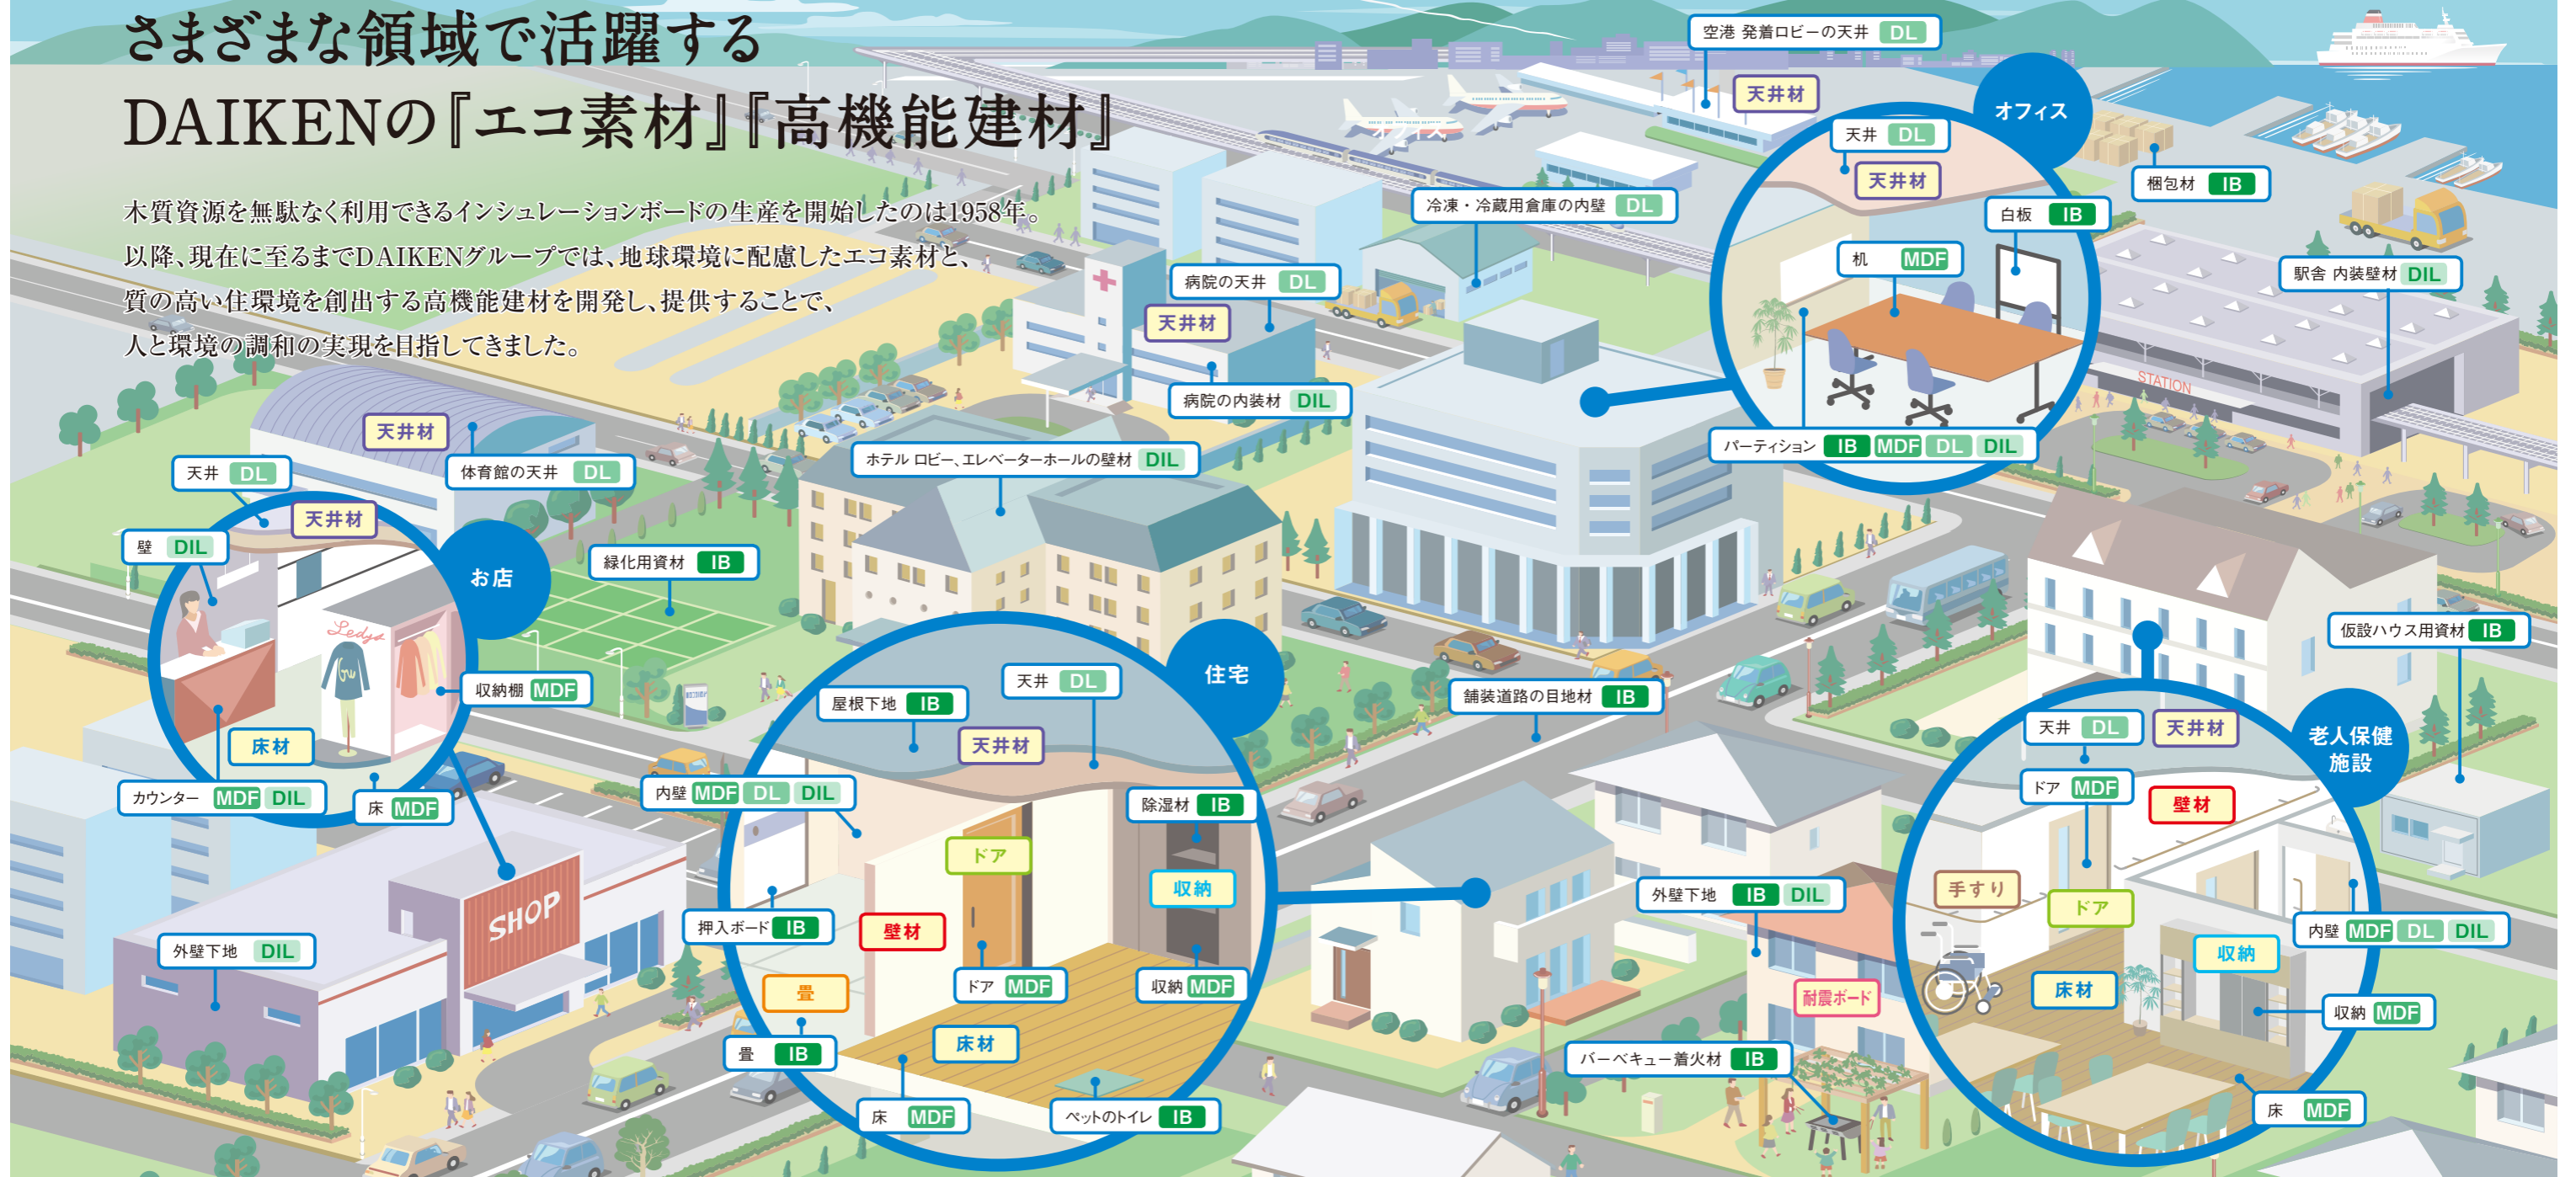 さまざまな領域で活躍する
DAIKENの『エコ素材』『高機能建材』
木質資源を無駄なく利用できるインシュレーションボードの生産を開始したのは1958年。
以降、現在に至るまでDAIKENグループでは、地球環境に配慮したエコ素材と、
質の高い住環境を創出する高機能建材を開発し、提供することで、
人と環境の調和の実現を目指してきました。
空港 発着ロビーの天井 DL
天井材
オフィス
オフィス
天井 DL
天井材
白板 IB
机 MDF
パーティション IB MDF DL DIL
梱包材 IB
冷凍・冷蔵用倉庫の内壁 DL
駅舎 内装壁材 DIL
STATION
病院の天井 DL
天井材
病院の内装材 DIL
天井材
体育館の天井 DL
ホテル ロビー、エレベーターホールの壁材 DIL
天井 DL
天井材
壁 DIL
お店
Ledys
収納棚 MDF
床材
カウンター MDF DIL
床 MDF
緑化用資材 IB
SHOP
外壁下地 DIL
住宅
屋根下地 IB
天井 DL
天井材
内壁 MDF DL DIL
除湿材 IB
ドア
収納
押入ボード IB
壁材
畳
ドア MDF
収納 MDF
畳 IB
床材
床 MDF
ペットのトイレ IB
舗装道路の目地材 IB
仮設ハウス用資材 IB
外壁下地 IB DIL
耐震ボード
バーベキュー着火材 IB
老人保健
施設
天井 DL
天井材
ドア MDF
壁材
手すり
ドア
収納
内壁 MDF DL DIL
床材
収納 MDF
床 MDF